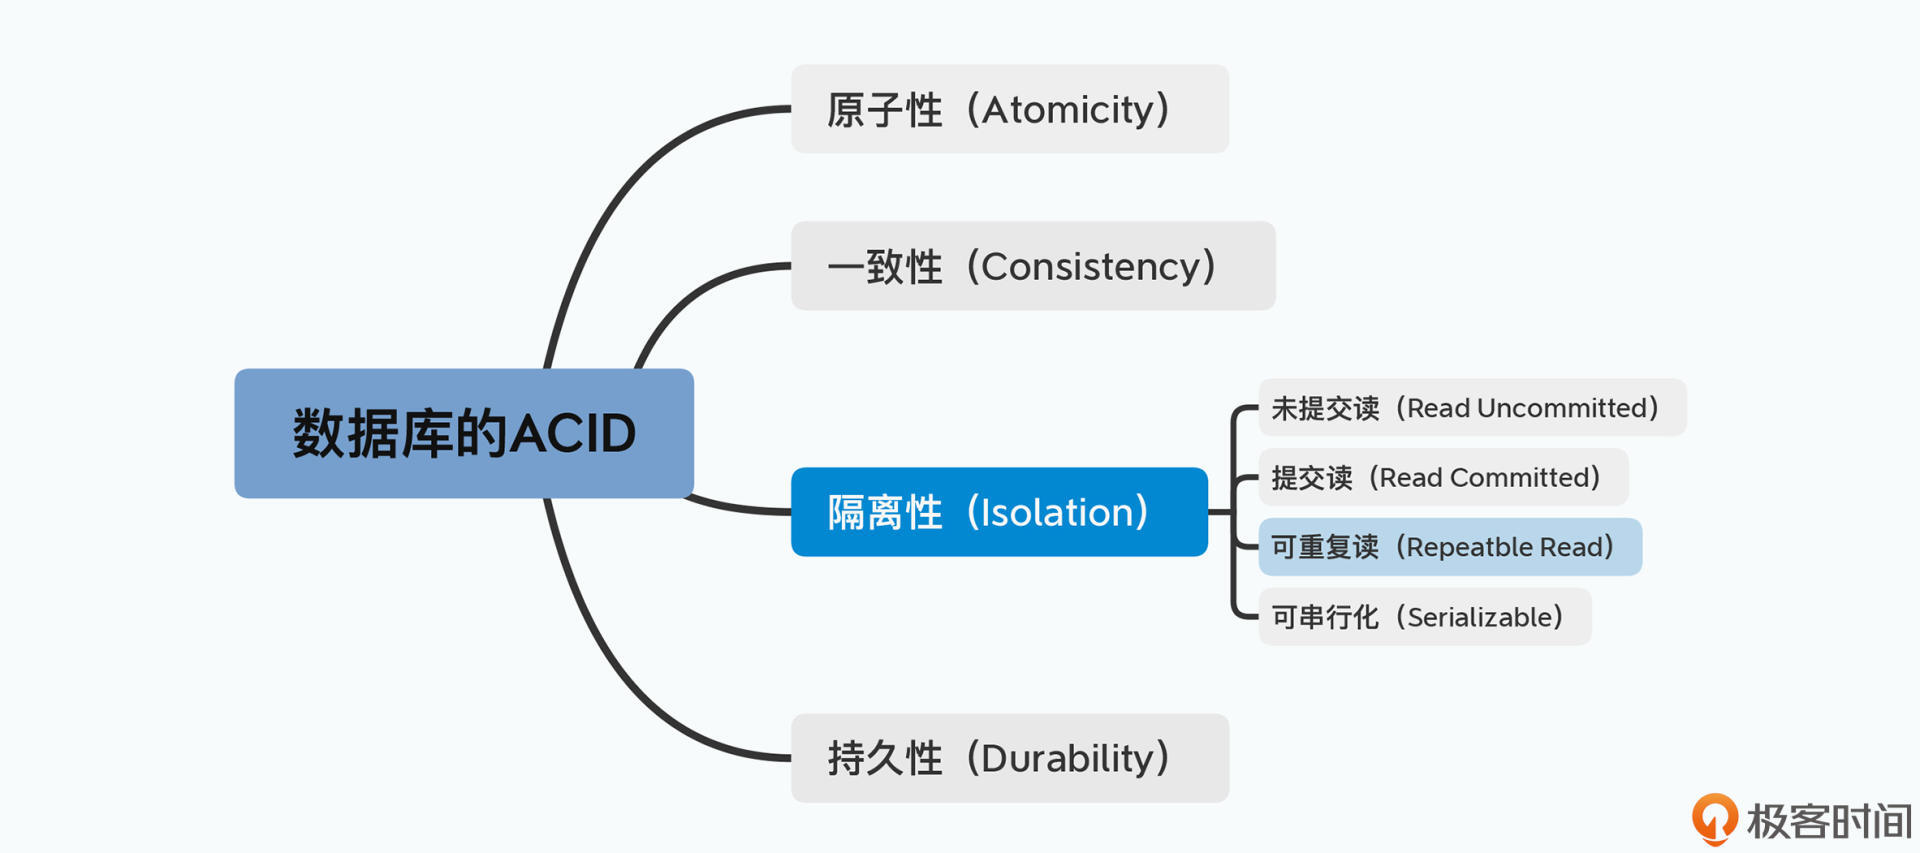 原子性（Atomicity）
一致性（Consistency）
数据库的ACID
隔离性（Isolation）
未提交读（Read Uncommitted）
提交读（Read Committed）
可重复读（Repeatble Read）
可串行化（Serializable）
持久性（Durability）
极客时间